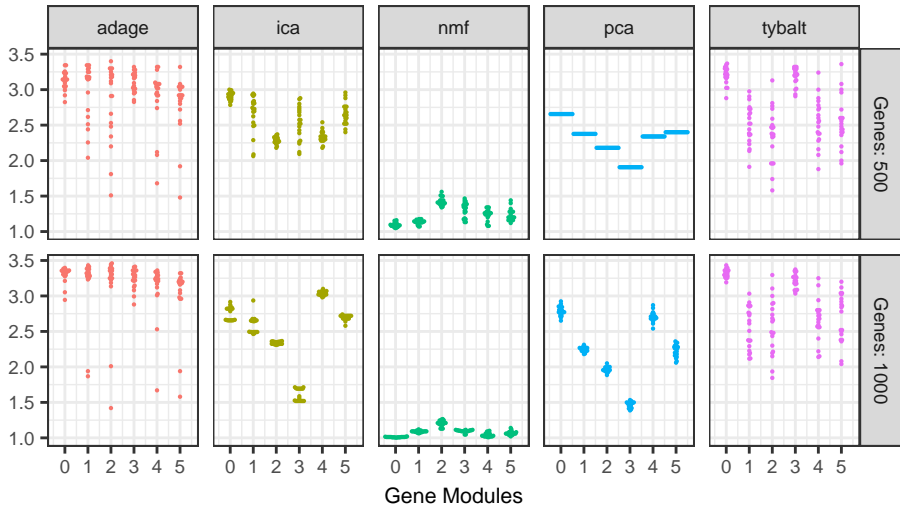 adage ica nmf pca tybalt
3.5
3.0
2.5
2.0
1.5
1.0
Genes: 500
3.5
3.0
2.5
2.0
1.5
1.0
Genes: 1000
0 1 2 3 4 5 0 1 2 3 4 5 0 1 2 3 4 5 0 1 2 3 4 5 0 1 2 3 4 5
Gene Modules